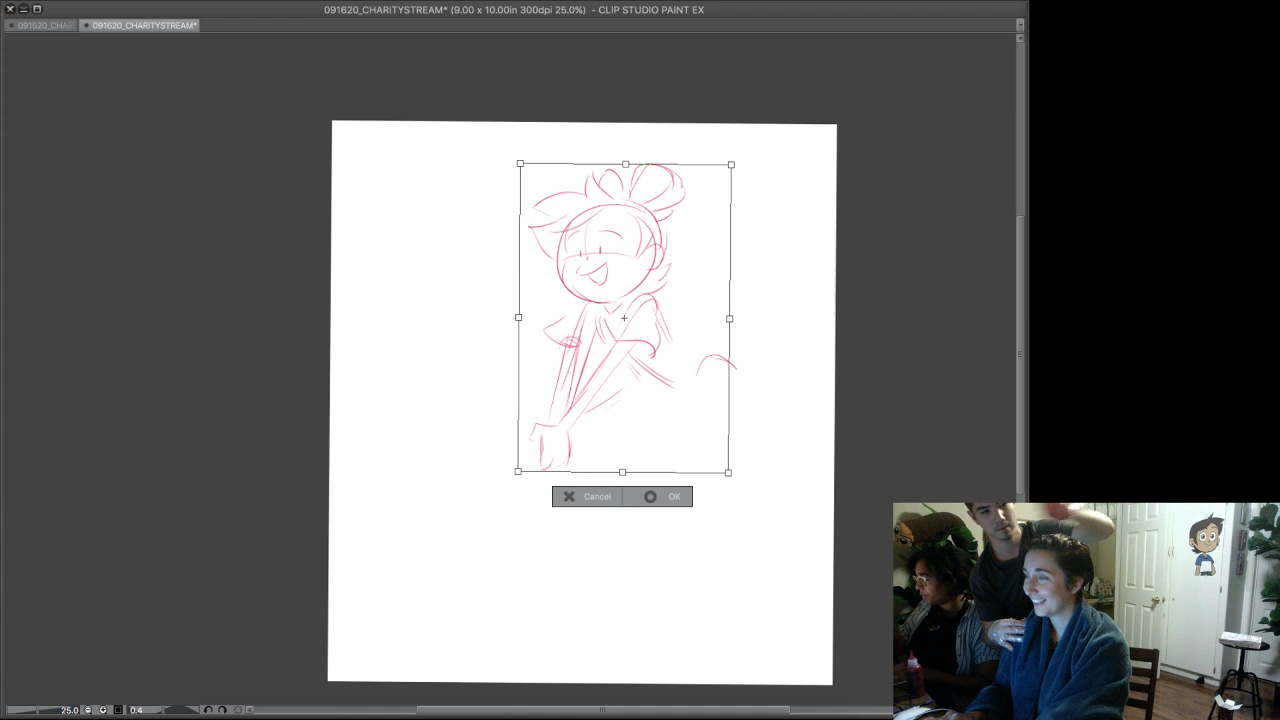 091620_CHARITYSTREAM* (9.00 x 10.00in 300dpi 25.0%) - CLIP STUDIO PAINT EX
091520_CHAR
091620_CHARITYSTREAM*
Cancel OK
25.0 0.4